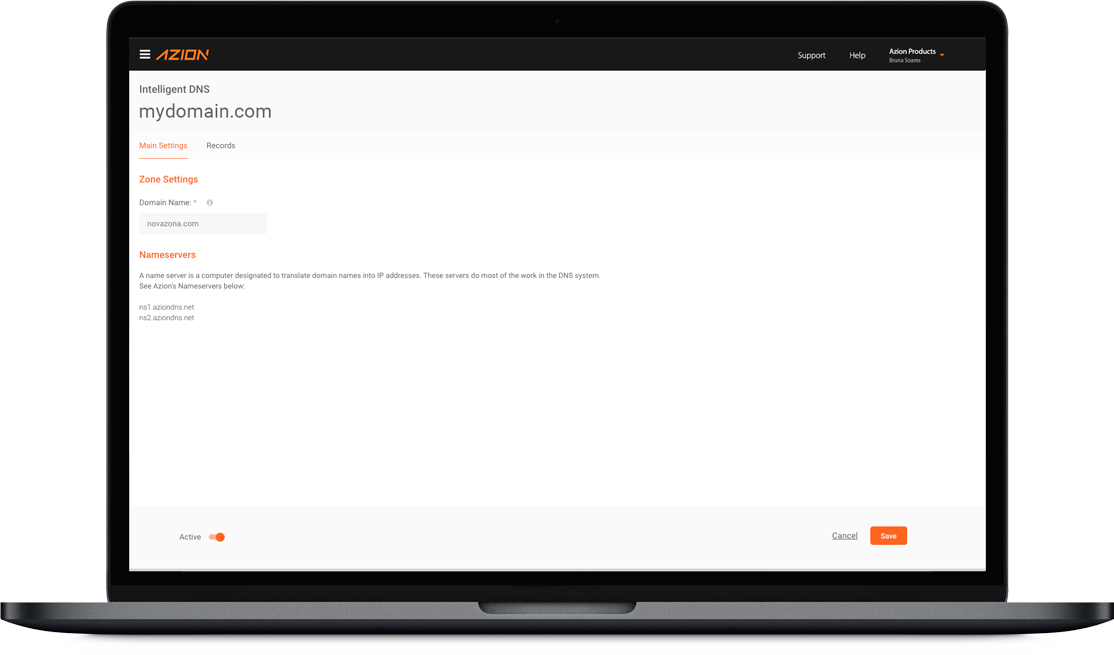 AZION
Support
Help
Azion Products
Bruna Soares
Intelligent DNS
mydomain.com
Main Settings
Records
Zone Settings
Domain Name: *
novazona.com
Nameservers
A name server is a computer designated to translate domain names into IP addresses. These servers do most of the work in the DNS system.
See Azion's Nameservers below:
ns1.aziondns.net
ns2.aziondns.net
Active
Cancel
Save